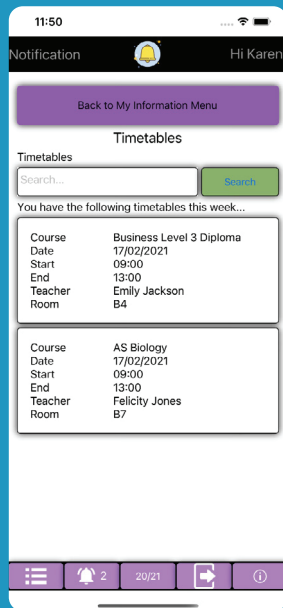 11:50
Notification Hi Karen
Back to My Information Menu
Timetables
Timetables
Search... Search
You have the following timetables this week...
Course Business Level 3 Diploma
Date 17/02/2021
Start 09:00
End 13:00
Teacher Emily Jackson
Room B4
Course AS Biology
Date 17/02/2021
Start 09:00
End 13:00
Teacher Felicity Jones
Room B7
2 20/21